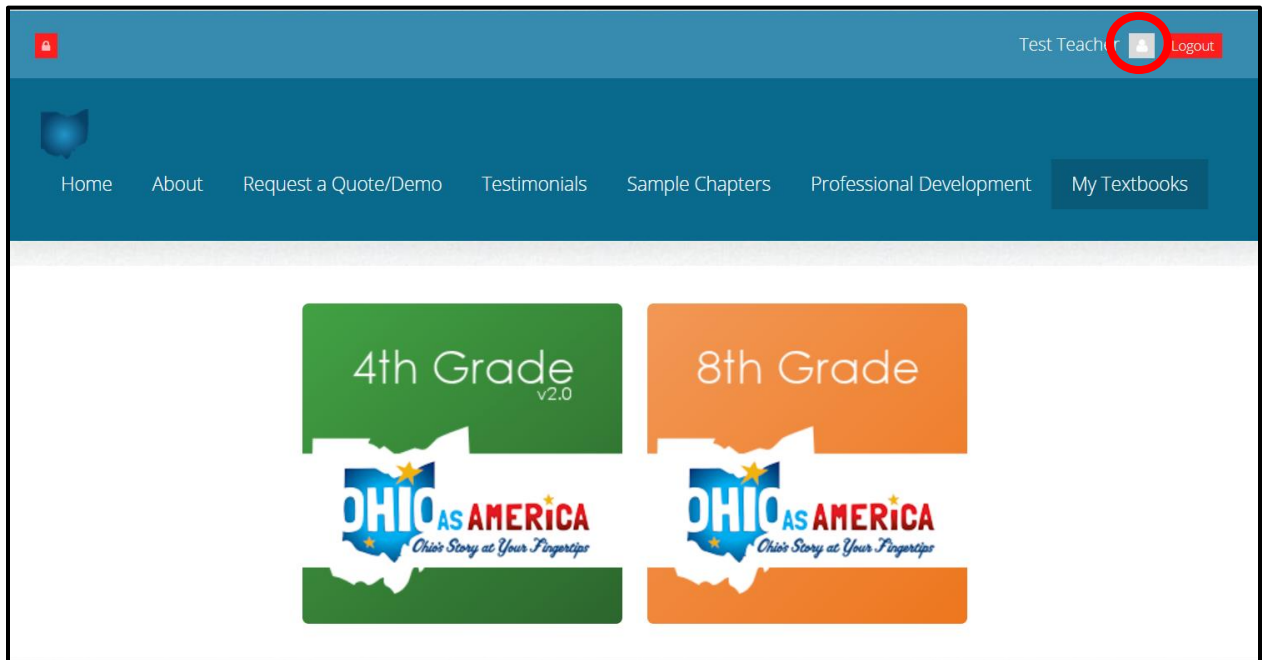 Test Teacher Logout
Home About Request a Quote/Demo Testimonials Sample Chapters Professional Development My Textbooks
4th Grade
v2.0
OHIO AS AMERICA
Ohio's Story at Your Fingertips
8th Grade
OHIO AS AMERICA
Ohio's Story at Your Fingertips